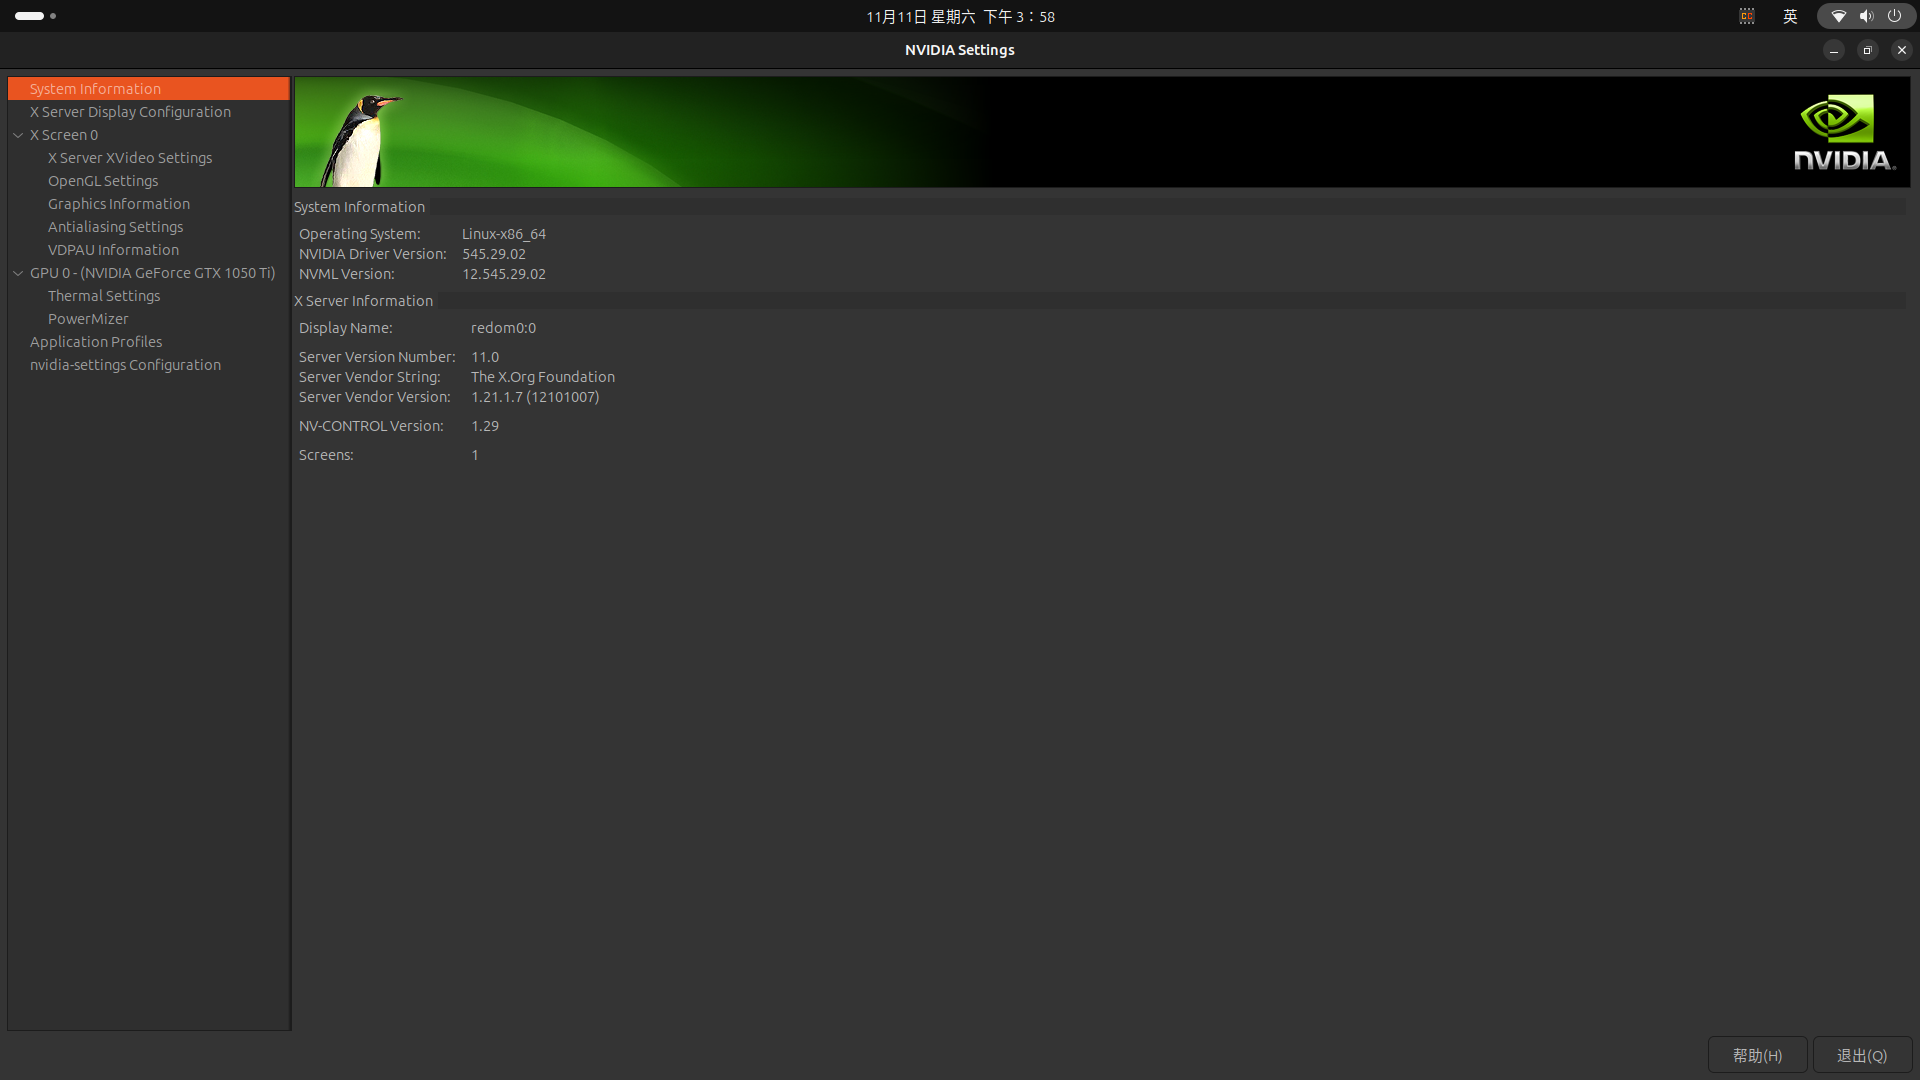 11月11日 星期六 下午 3：58
英
NVIDIA Settings
System Information
X Server Display Configuration
X Screen 0
X Server XVideo Settings
OpenGL Settings
Graphics Information
Antialiasing Settings
VDPAU Information
GPU 0 - (NVIDIA GeForce GTX 1050 Ti)
Thermal Settings
PowerMizer
Application Profiles
nvidia-settings Configuration
NVIDIA.
System Information
Operating System: Linux-x86_64
NVIDIA Driver Version: 545.29.02
NVML Version: 12.545.29.02
X Server Information
Display Name: redom0:0
Server Version Number: 11.0
Server Vendor String: The X.Org Foundation
Server Vendor Version: 1.21.1.7 (12101007)
NV-CONTROL Version: 1.29
Screens: 1
帮助(H)
退出(Q)